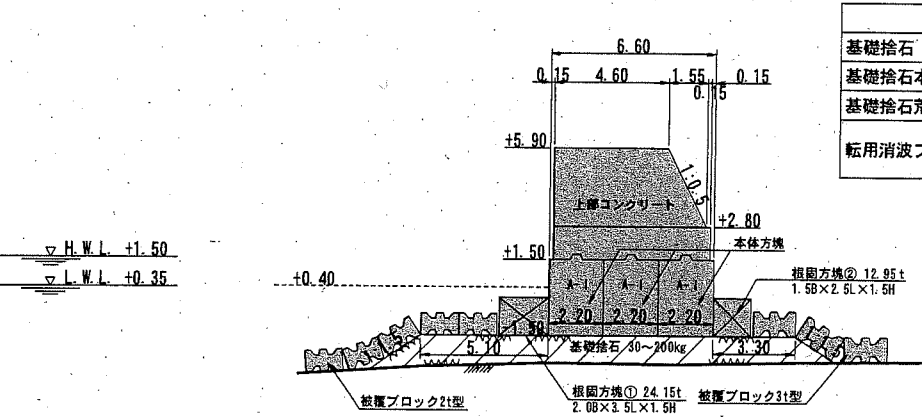 6.60
0.15 4.60 1.55 0.15
0.15
基礎捨石
基礎捨石本
基礎捨石荒
転用消波ブ
+5.90
1:0.5
上部コンクリート
+2.80
本体方塊
H.W.L. +1.50
+1.50
L.W.L. +0.35
+0.40
A-1 A-1 A-1
根固方塊② 12.95t
1.5B×2.5L×1.5H
2.20 2.20 2.20
5.10
基礎捨石 30~200kg
3.30
被覆ブロック2t型
根固方塊① 24.15t
2.0B×3.5L×1.5H
被覆ブロック3t型